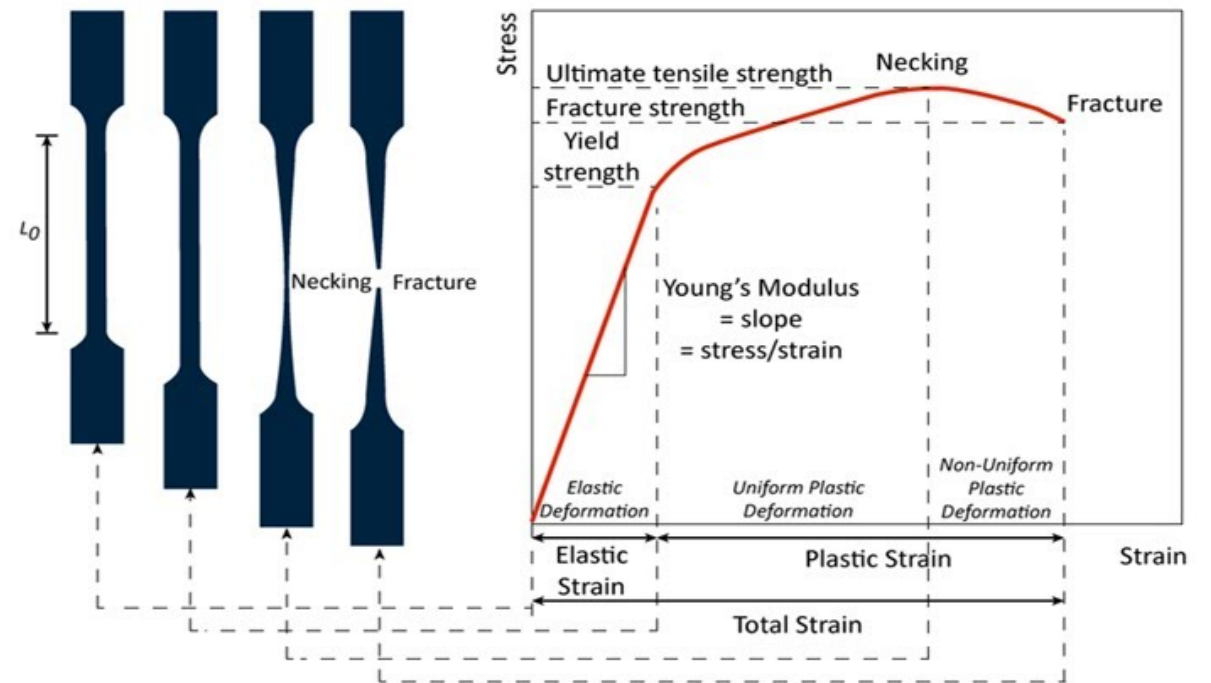 L0
Necking
Fracture
Stress
Ultimate tensile strength
Necking
Fracture strength
Fracture
Yield
strength
Young's Modulus
= slope
= stress/strain
Elastic
Deformation
Uniform Plastic
Deformation
Non-Uniform
Plastic
Deformation
Elastic
Strain
Plastic Strain
Strain
Total Strain